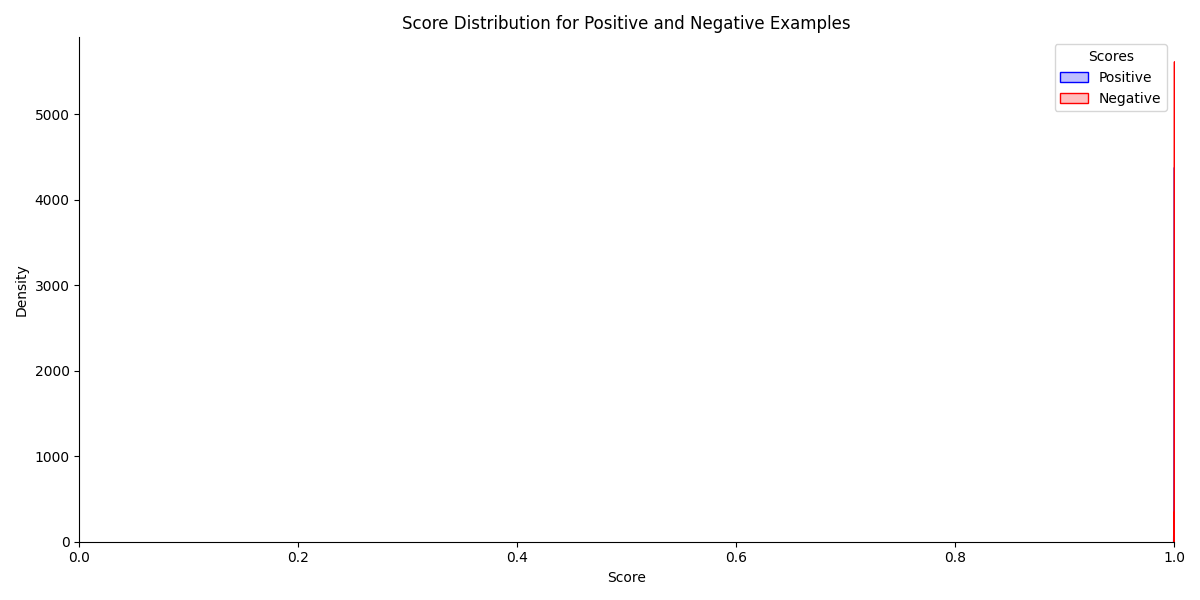 Score Distribution for Positive and Negative Examples
Scores
Positive
Negative
Density
5000
4000
3000
2000
1000
0
0.0 0.2 0.4 0.6 0.8 1.0
Score